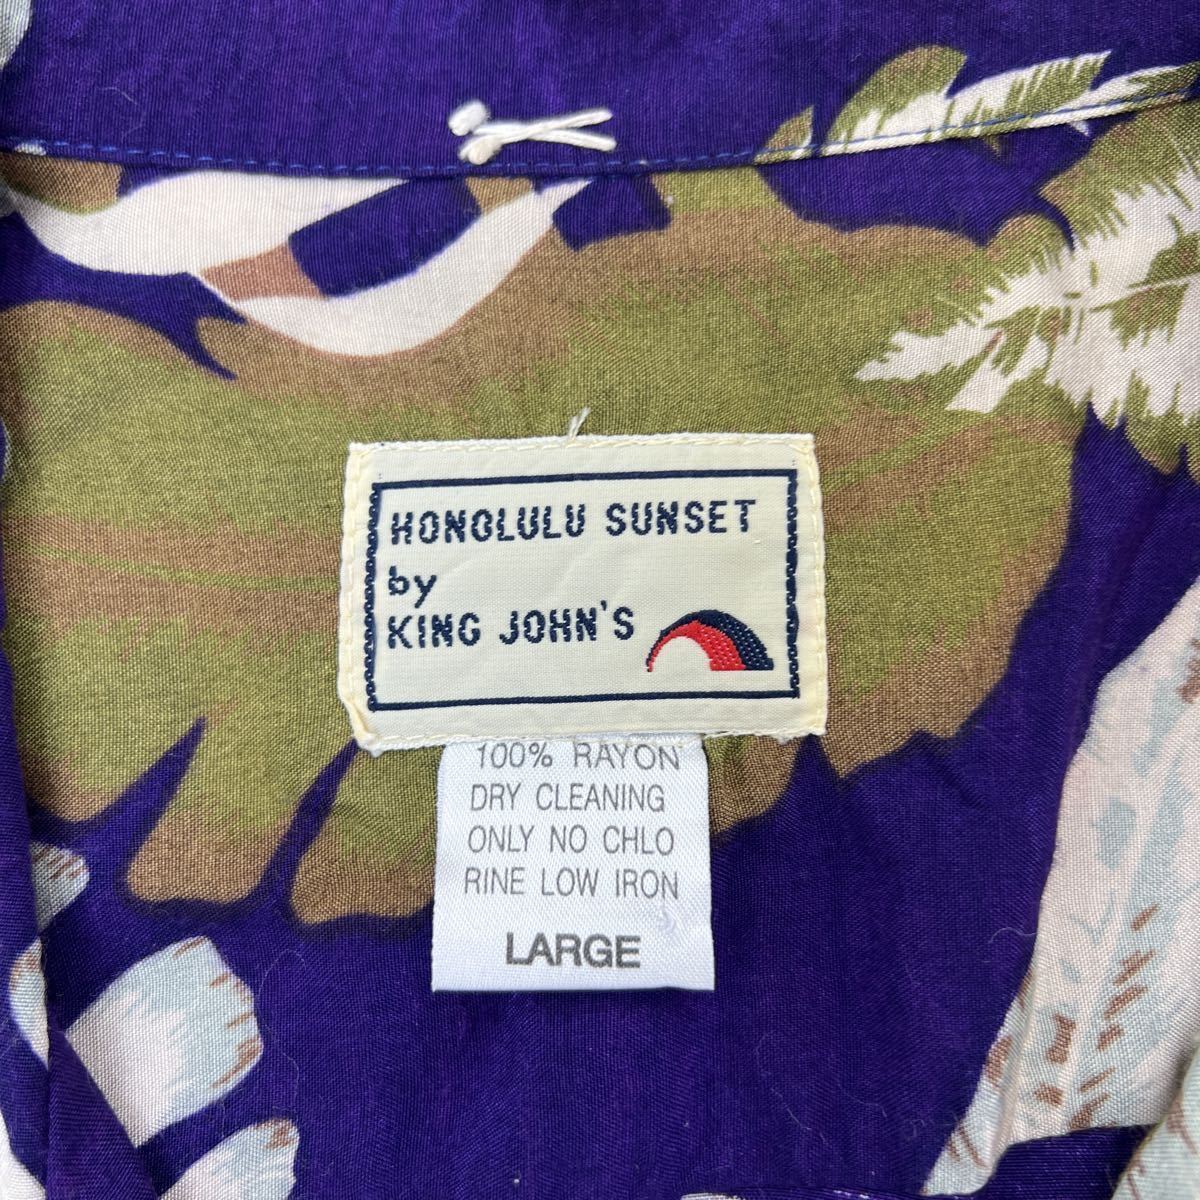 HONOLULU SUNSET
by
KING JOHN'S
100% RAYON
DRY CLEANING
ONLY NO CHLO
RINE LOW IRON
LARGE